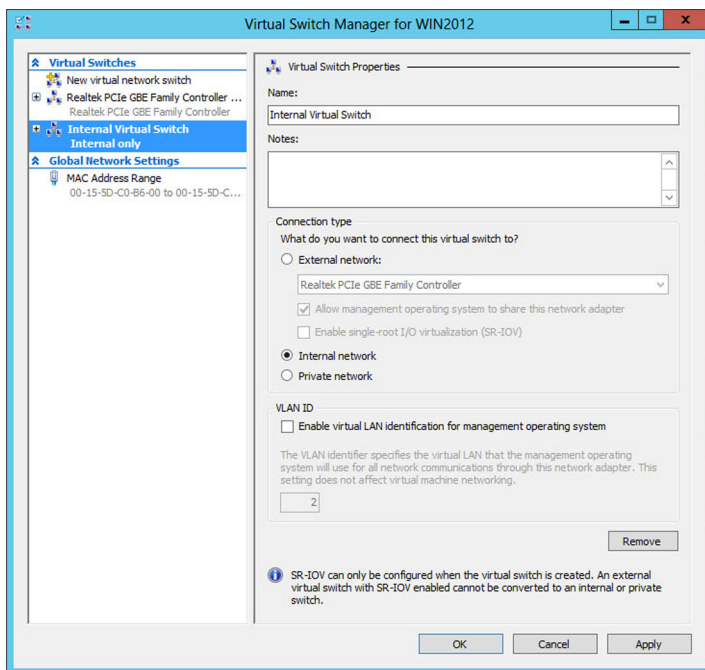 Virtual Switch Manager for WIN2012
Virtual Switches
New virtual network switch
Realtek PCIe GBE Family Controller ...
Realtek PCIe GBE Family Controller
Internal Virtual Switch
Internal only
Global Network Settings
MAC Address Range
00-15-5D-C0-B6-00 to 00-15-5D-C...
Virtual Switch Properties
Name:
Internal Virtual Switch
Notes:
Connection type
What do you want to connect this virtual switch to?
External network:
Realtek PCIe GBE Family Controller
Allow management operating system to share this network adapter
Enable single-root I/O virtualization (SR-IOV)
Internal network
Private network
VLAN ID
Enable virtual LAN identification for management operating system
The VLAN identifier specifies the virtual LAN that the management operating
system will use for all network communications through this network adapter. This
setting does not affect virtual machine networking.
2
Remove
SR-IOV can only be configured when the virtual switch is created. An external
virtual switch with SR-IOV enabled cannot be converted to an internal or private
switch.
OK Cancel Apply